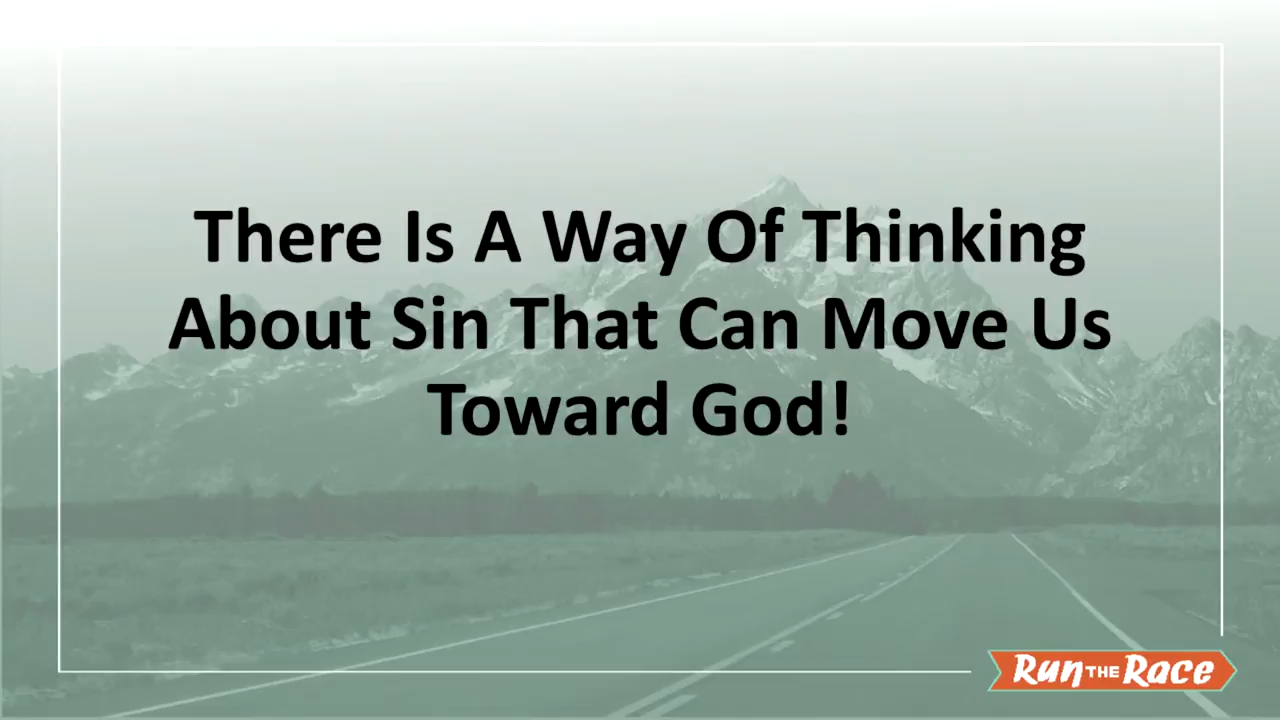 There Is A Way Of Thinking
About Sin That Can Move Us
Toward God!
Run THE Race